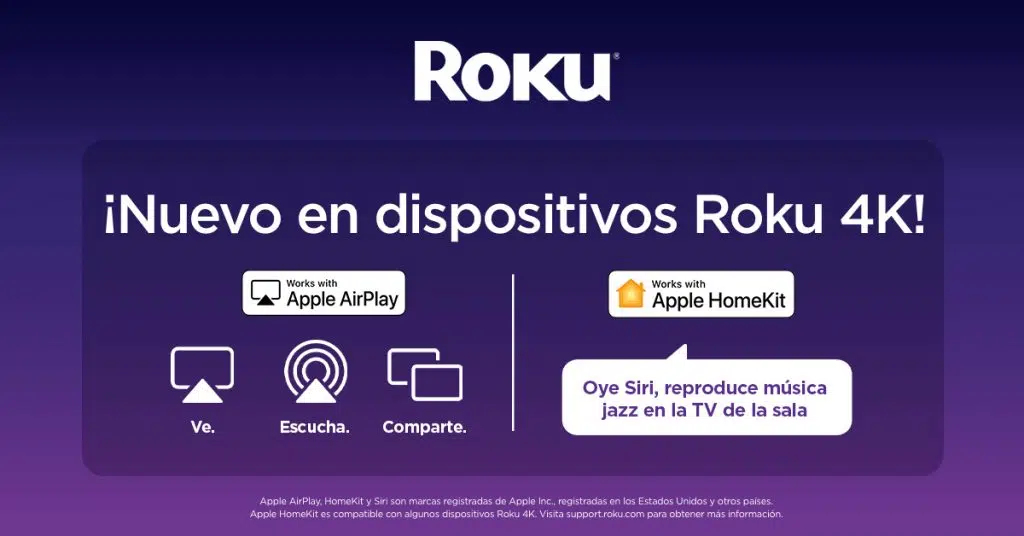 ROKU®
¡Nuevo en dispositivos Roku 4K!
Works with
Apple AirPlay
Works with
Apple HomeKit
Ve.
Escucha.
Comparte.
Oye Siri, reproduce música
jazz en la TV de la sala
Apple AirPlay, HomeKit y Siri son marcas registradas de Apple Inc., registradas en los Estados Unidos y otros países.
Apple HomeKit es compatible con algunos dispositivos Roku 4K. Visita support.roku.com para obtener más información.